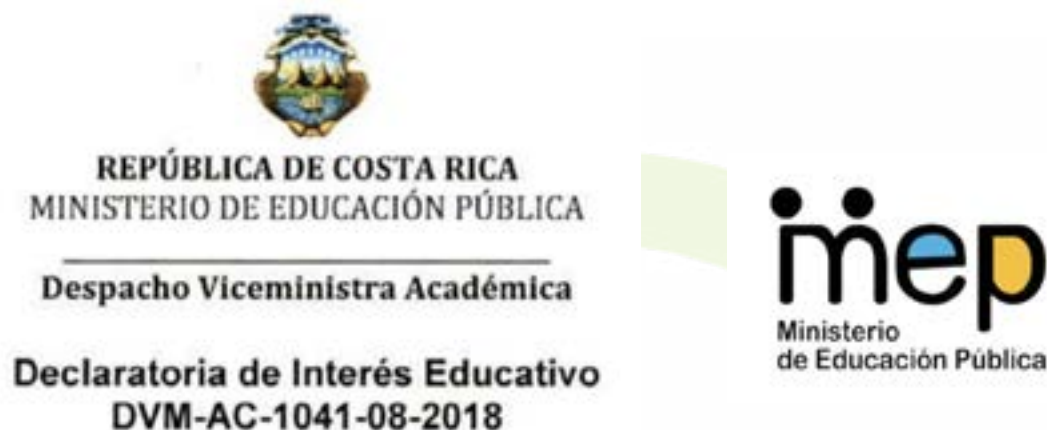 REPÚBLICA DE COSTA RICA
MINISTERIO DE EDUCACIÓN PÚBLICA
Despacho Viceministra Académica
Declaratoria de Interés Educativo
DVM-AC-1041-08-2018
mep
Ministerio
de Educación Pública